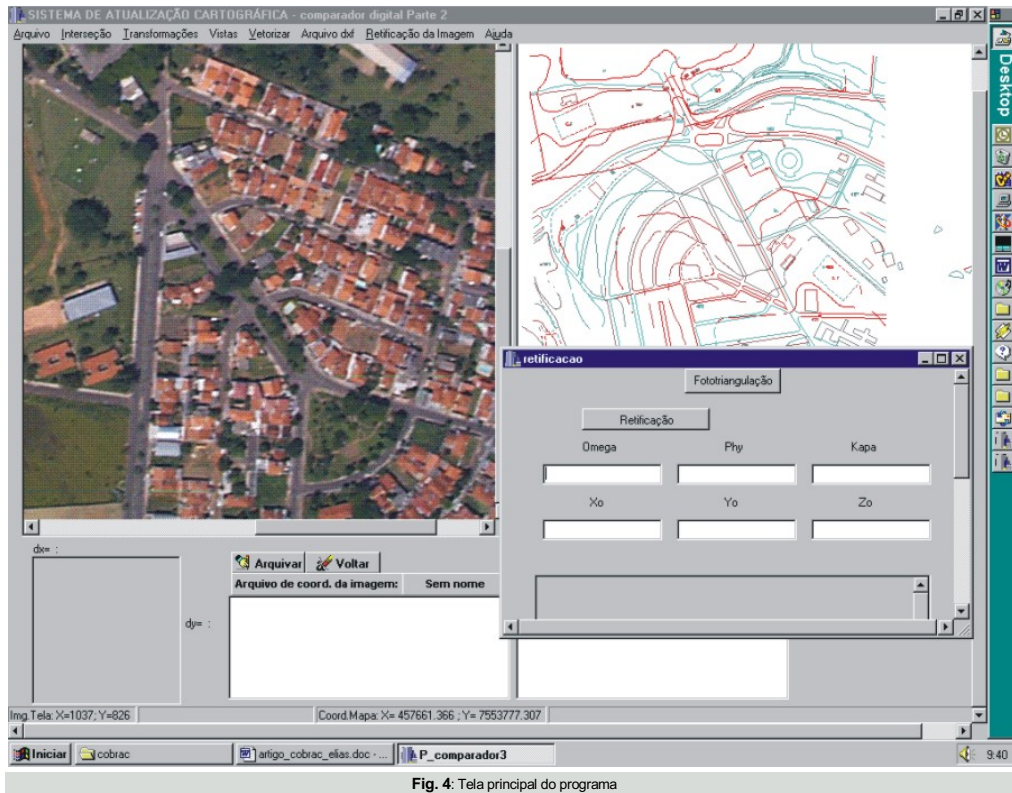 SISTEMA DE ATUALIZAÇÃO CARTOGRÁFICA - comparador digital Parte 2
Arquivo Interseção Transformações Vistas Vetorizar Arquivo dxf Retificação da Imagem Ajuda
Desktop
retificacao
Fototriangulação
Retificação
Omega Phy Kapa
Xo Yo Zo
dx= :
dy= :
Arquivar Voltar
Arquivo de coord. da imagem: Sem nome
Img.Tela: X=1037; Y=826 Coord.Mapa: X= 457661.366 ; Y= 7553777.307
Iniciar cobrac artigo_cobrac_elias.doc - ... P_comparador3 9:40
Fig. 4: Tela principal do programa